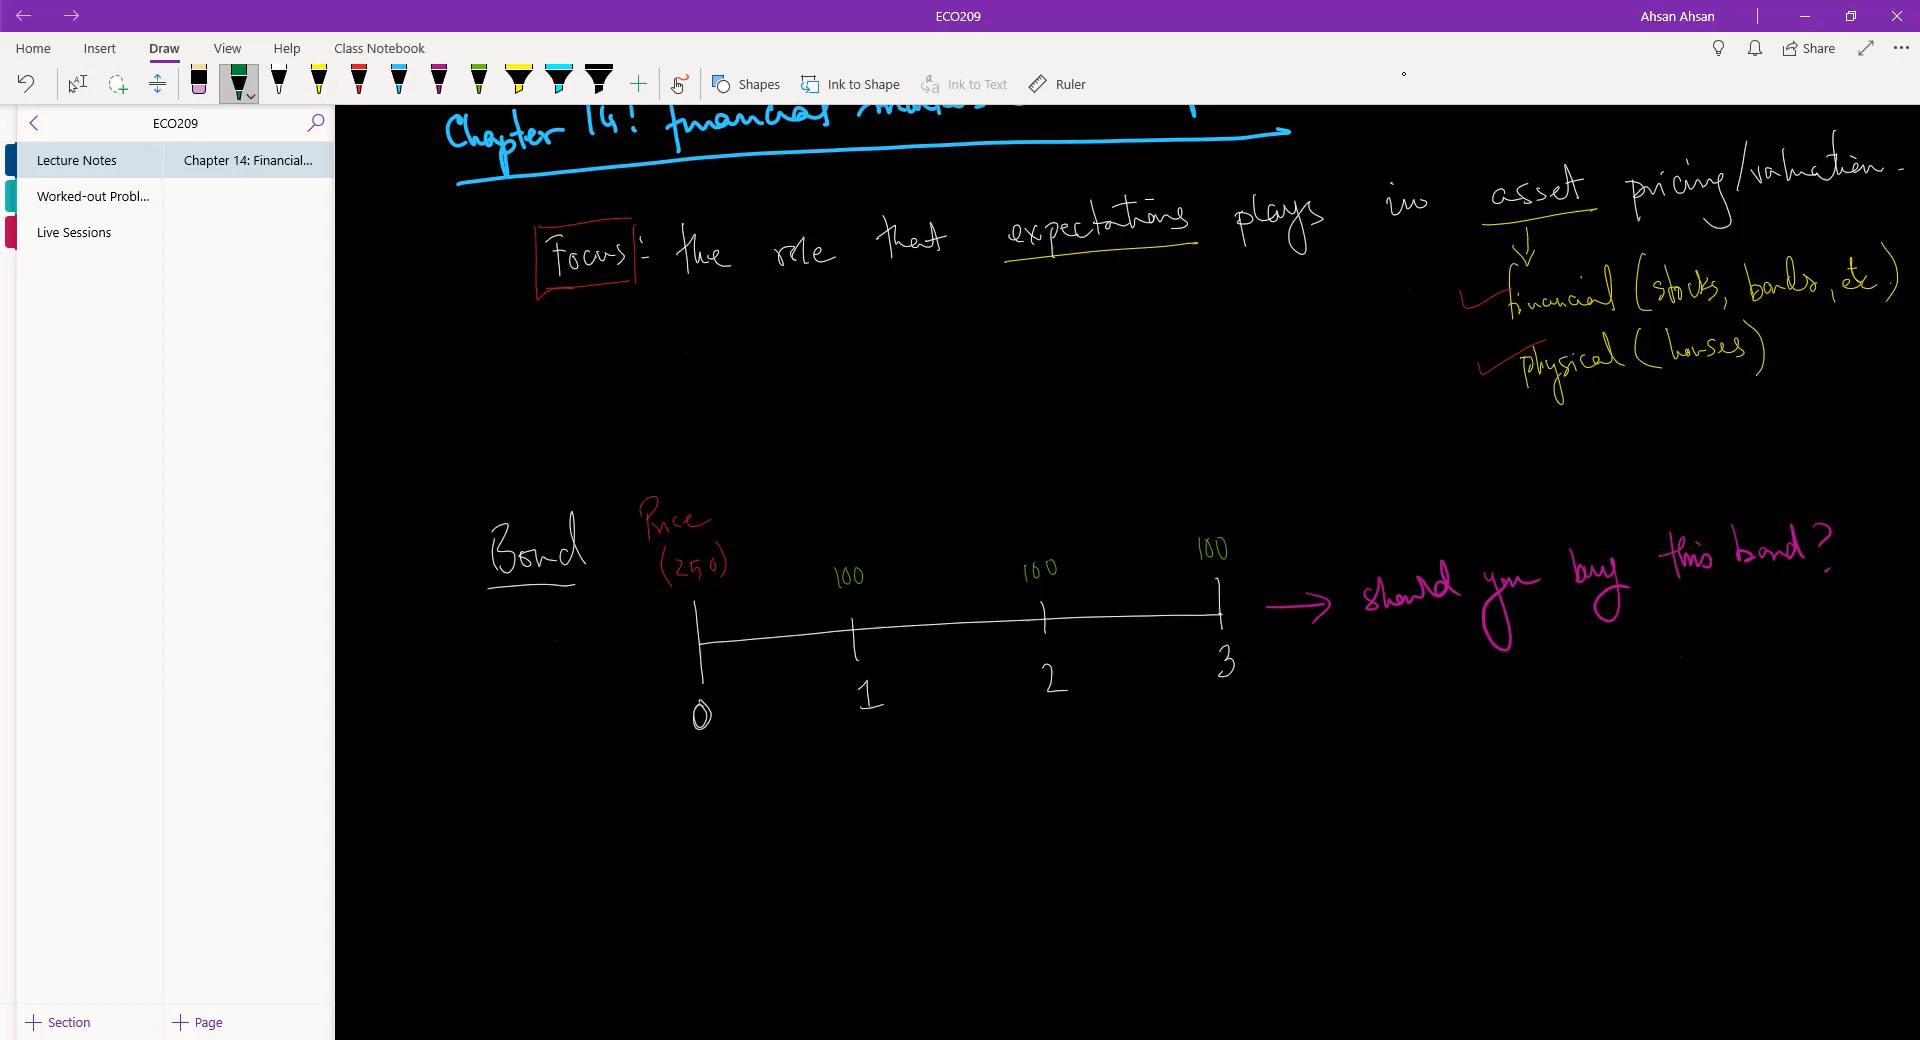 ECO209
Ahsan Ahsan
Home Insert Draw View Help Class Notebook
Share
Shapes Ink to Shape Ink to Text Ruler
ECO209
Lecture Notes
Worked-out Probl...
Live Sessions
Chapter 14: Financial...
Section
Page
Chapter 14: Financial
Focus: the role that expectations plays in asset pricing/valuation.
financial (stocks, bonds, etc)
physical (houses)
Bond
Price
(250)
100 100 100
0 1 2 3
should you buy this bond?